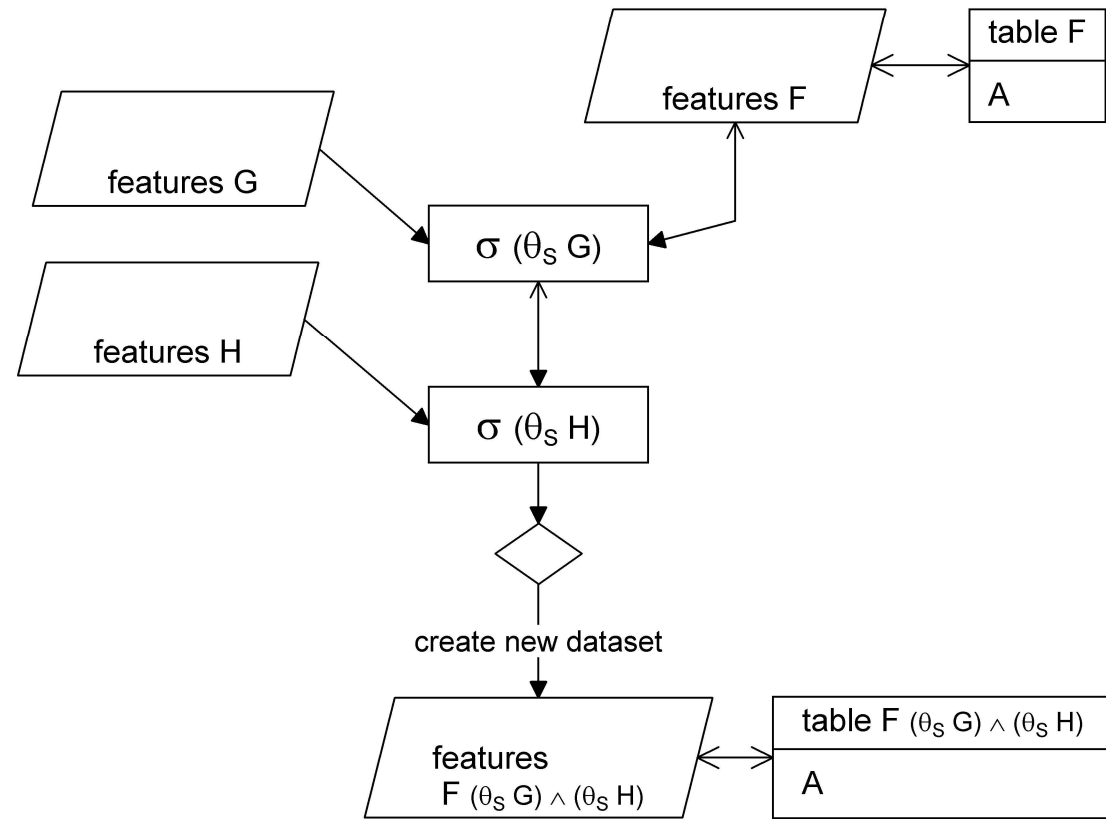 table F
features F
A
features G
σ (θS G)
features H
σ (θS H)
create new dataset
table F (θS G) ∧ (θS H)
features
F (θS G) ∧ (θS H)
A